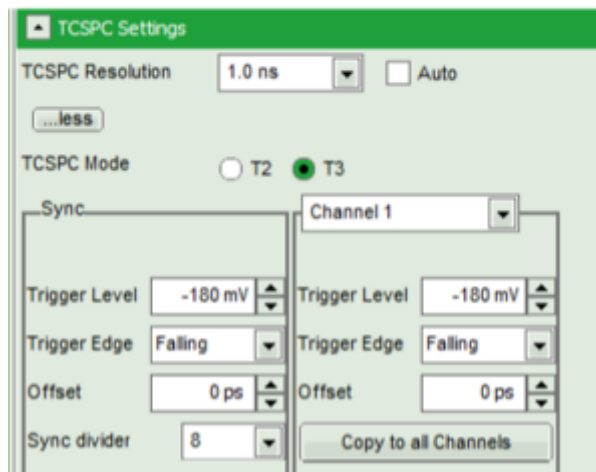 TCSPC Settings
TCSPC Resolution 1.0 ns Auto
...less
TCSPC Mode T2 T3
Sync Channel 1
Trigger Level -180 mV Trigger Level -180 mV
Trigger Edge Falling Trigger Edge Falling
Offset 0 ps Offset 0 ps
Sync divider 8 Copy to all Channels